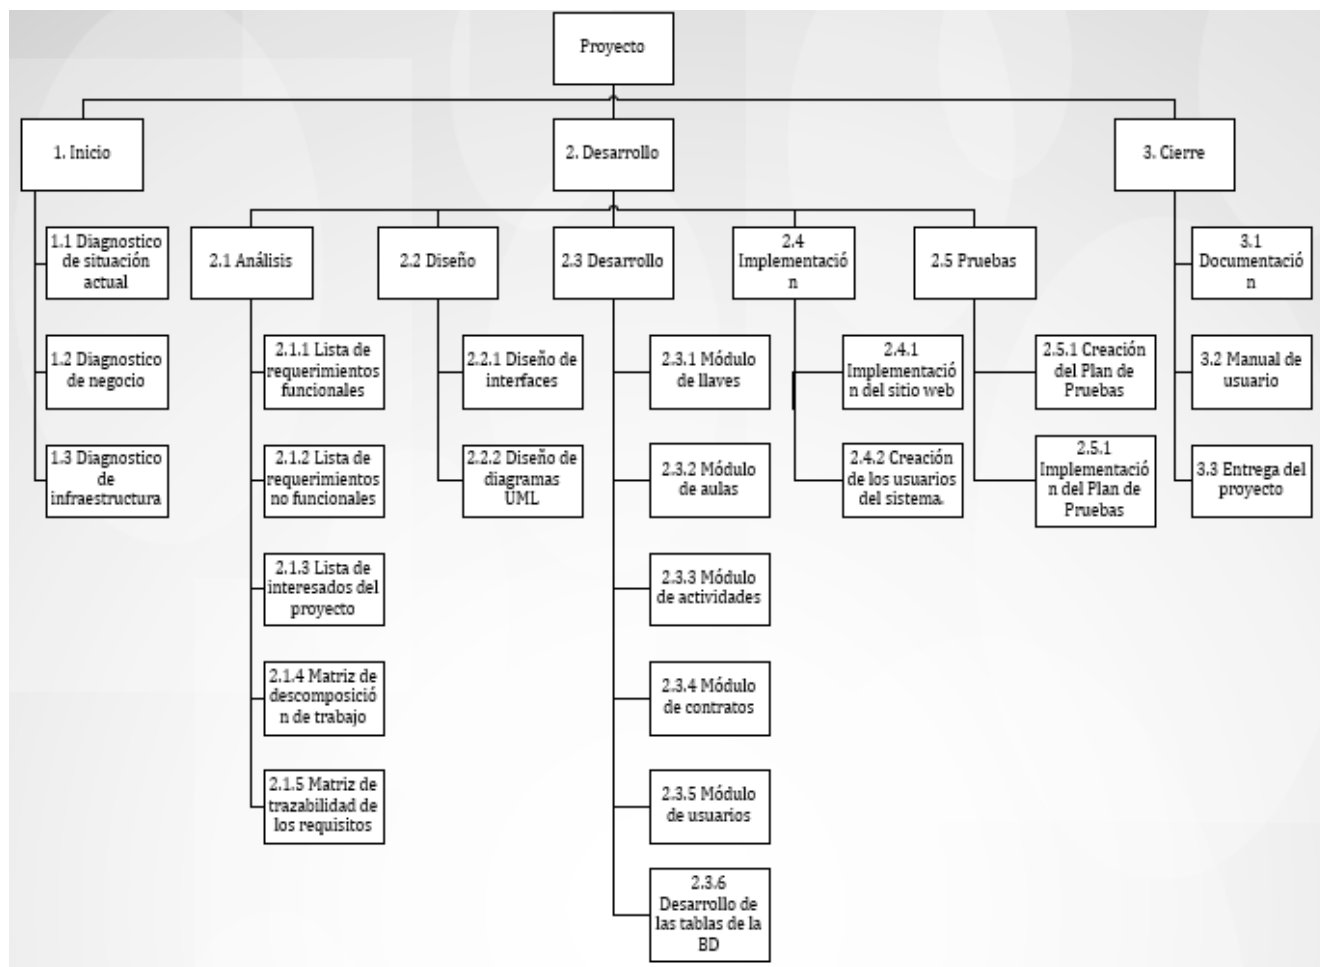 Proyecto
1. Inicio
2. Desarrollo
3. Cierre
1.1 Diagnostico
de situación
actual
1.2 Diagnostico
de negocio
1.3 Diagnostico
de
infraestructura
2.1 Análisis
2.1.1 Lista de
requerimientos
funcionales
2.1.2 Lista de
requerimientos
no funcionales
2.1.3 Lista de
interesados del
proyecto
2.1.4 Matriz de
descomposició
n de trabajo
2.1.5 Matriz de
trazabilidad de
los requisitos
2.2 Diseño
2.2.1 Diseño de
interfaces
2.2.2 Diseño de
diagramas
UML
2.3 Desarrollo
2.3.1 Módulo
de llaves
2.3.2 Módulo
de aulas
2.3.3 Módulo
de actividades
2.3.4 Módulo
de contratos
2.3.5 Módulo
de usuarios
2.3.6
Desarrollo de
las tablas de la
BD
2.4
Implementació
n
2.4.1
Implementació
n del sitio web
2.4.2 Creación
de los usuarios
del sistema.
2.5 Pruebas
2.5.1 Creación
del Plan de
Pruebas
2.5.1
Implementació
n del Plan de
Pruebas
3.1
Documentació
n
3.2 Manual de
usuario
3.3 Entrega del
proyecto